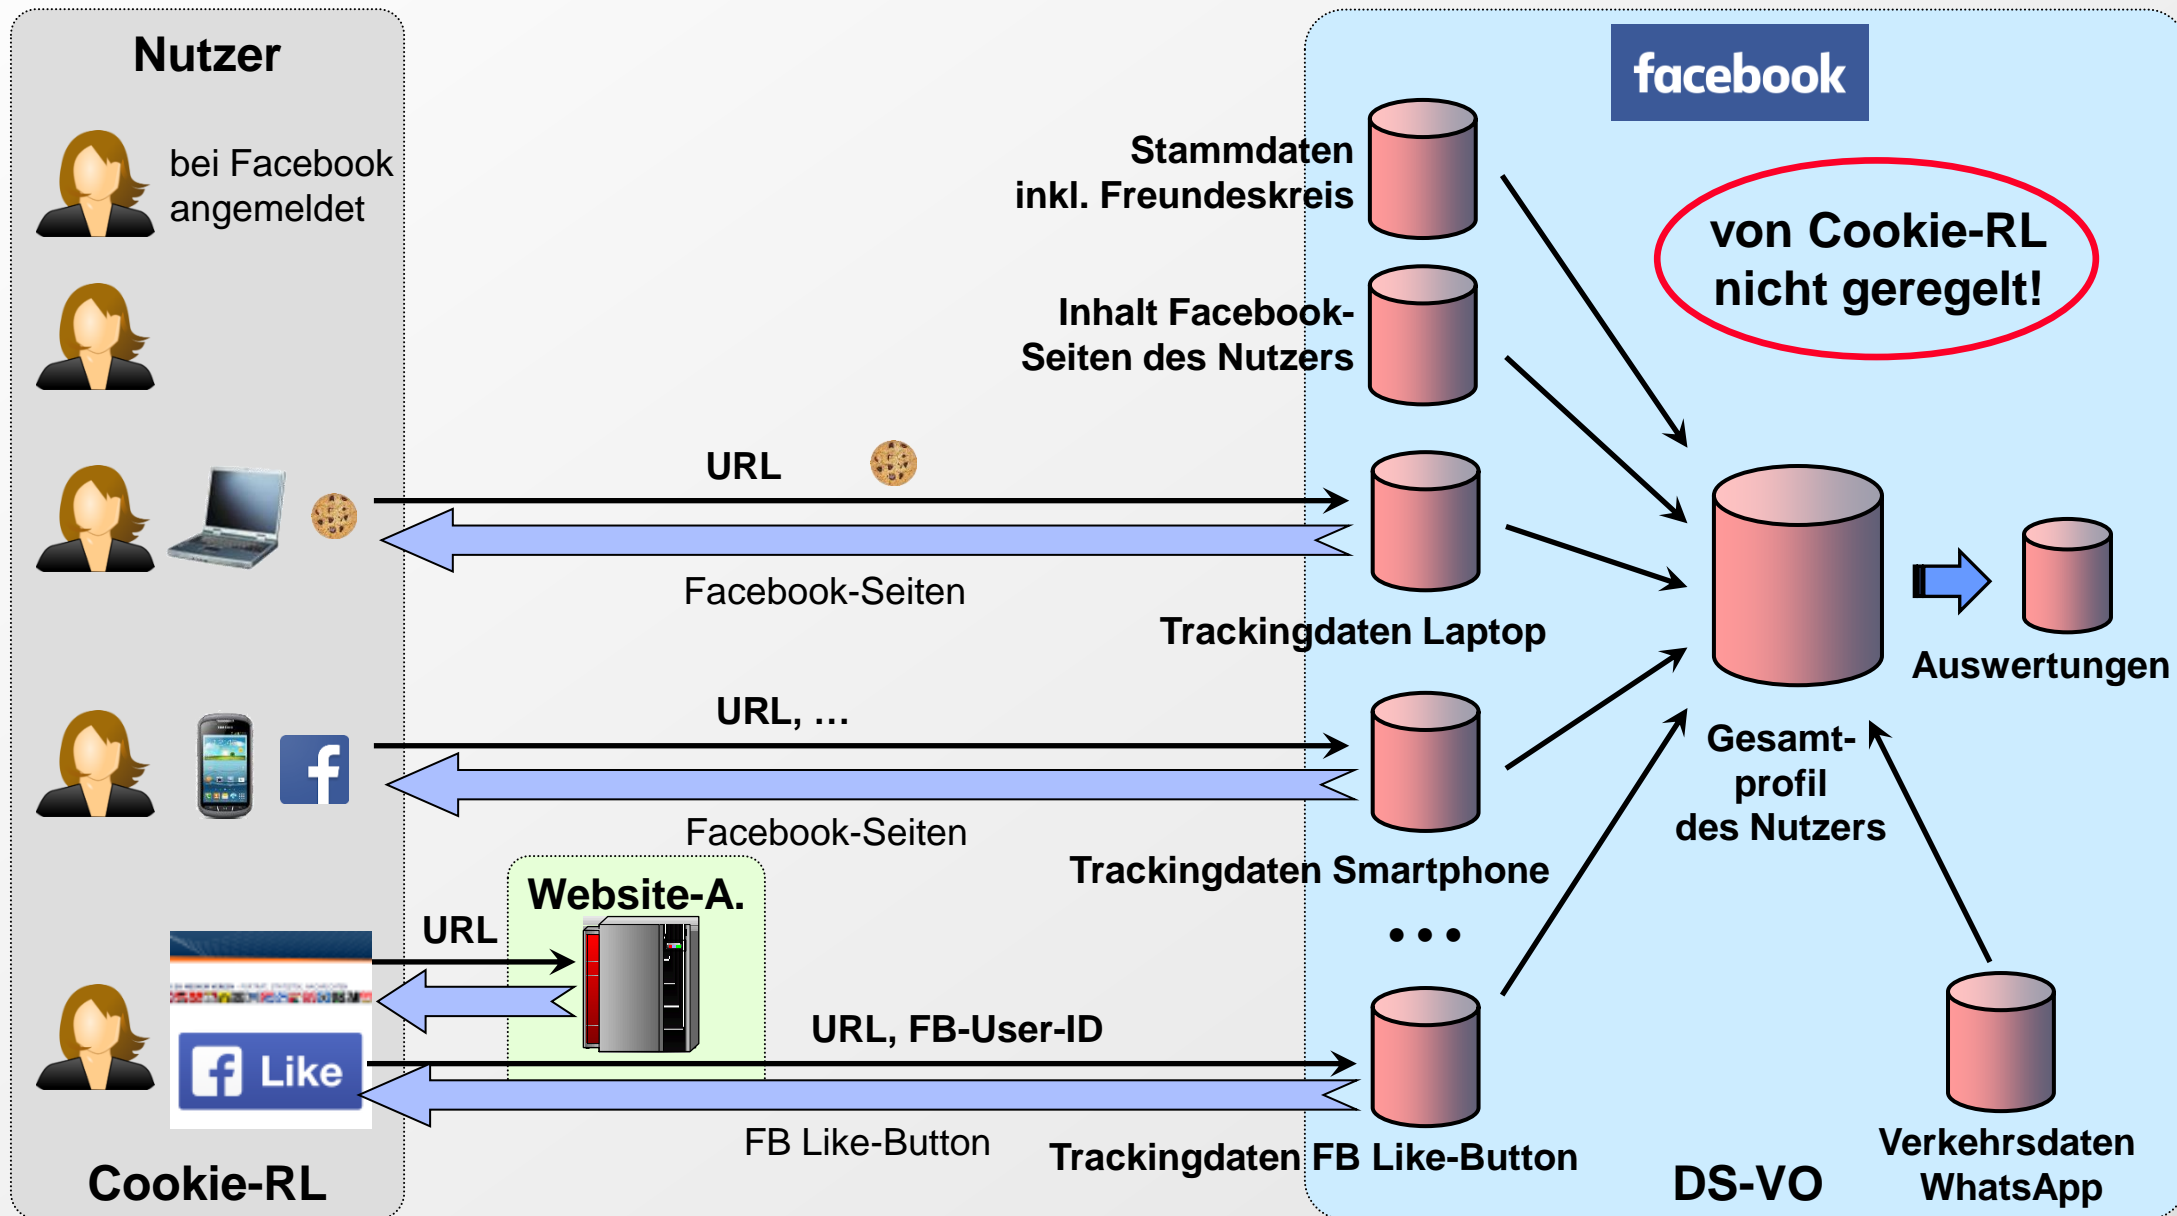 Nutzer
bei Facebook
angemeldet
facebook
Stammdaten
inkl. Freundeskreis
von Cookie-RL
nicht geregelt!
Inhalt Facebook-
Seiten des Nutzers
URL
Facebook-Seiten
Trackingdaten Laptop
Auswertungen
URL, …
Facebook-Seiten
Trackingdaten Smartphone
Gesamt-
profil
des Nutzers
Website-A.
URL
• • •
URL, FB-User-ID
f Like
FB Like-Button
Trackingdaten FB Like-Button
Verkehrsdaten
WhatsApp
Cookie-RL
DS-VO